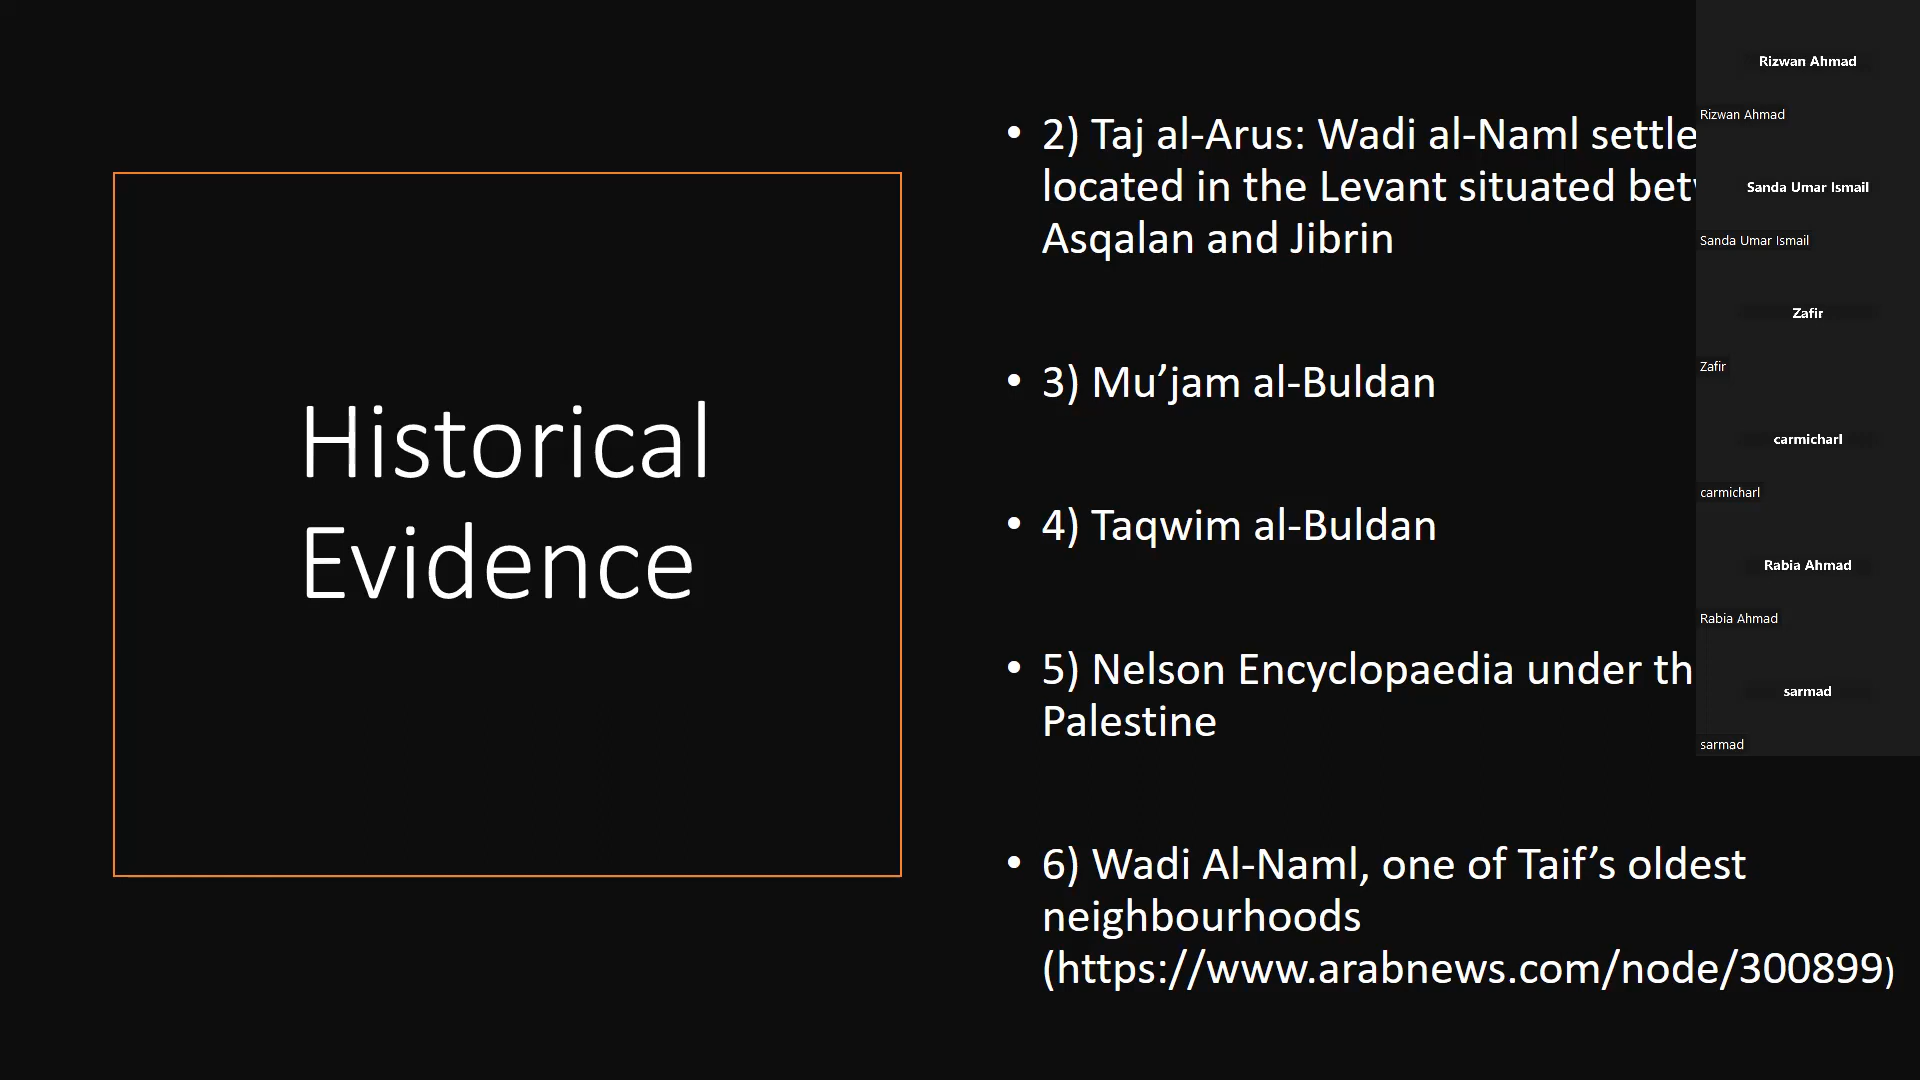 Historical
Evidence
• 2) Taj al-Arus: Wadi al-Naml
located in the Levant situated
Asqalan and Jibrin
• 3) Mu’jam al-Buldan
• 4) Taqwim al-Buldan
• 5) Nelson Encyclopaedia under
Palestine
• 6) Wadi Al-Naml, one of Taif’s oldest
neighbourhoods
(https://www.arabnews.com/node/300899)
Rizwan Ahmad
Rizwan Ahmad
Sanda Umar Ismail
Sanda Umar Ismail
Zafir
Zafir
carmicharl
carmicharl
Rabia Ahmad
Rabia Ahmad
sarmad
sarmad